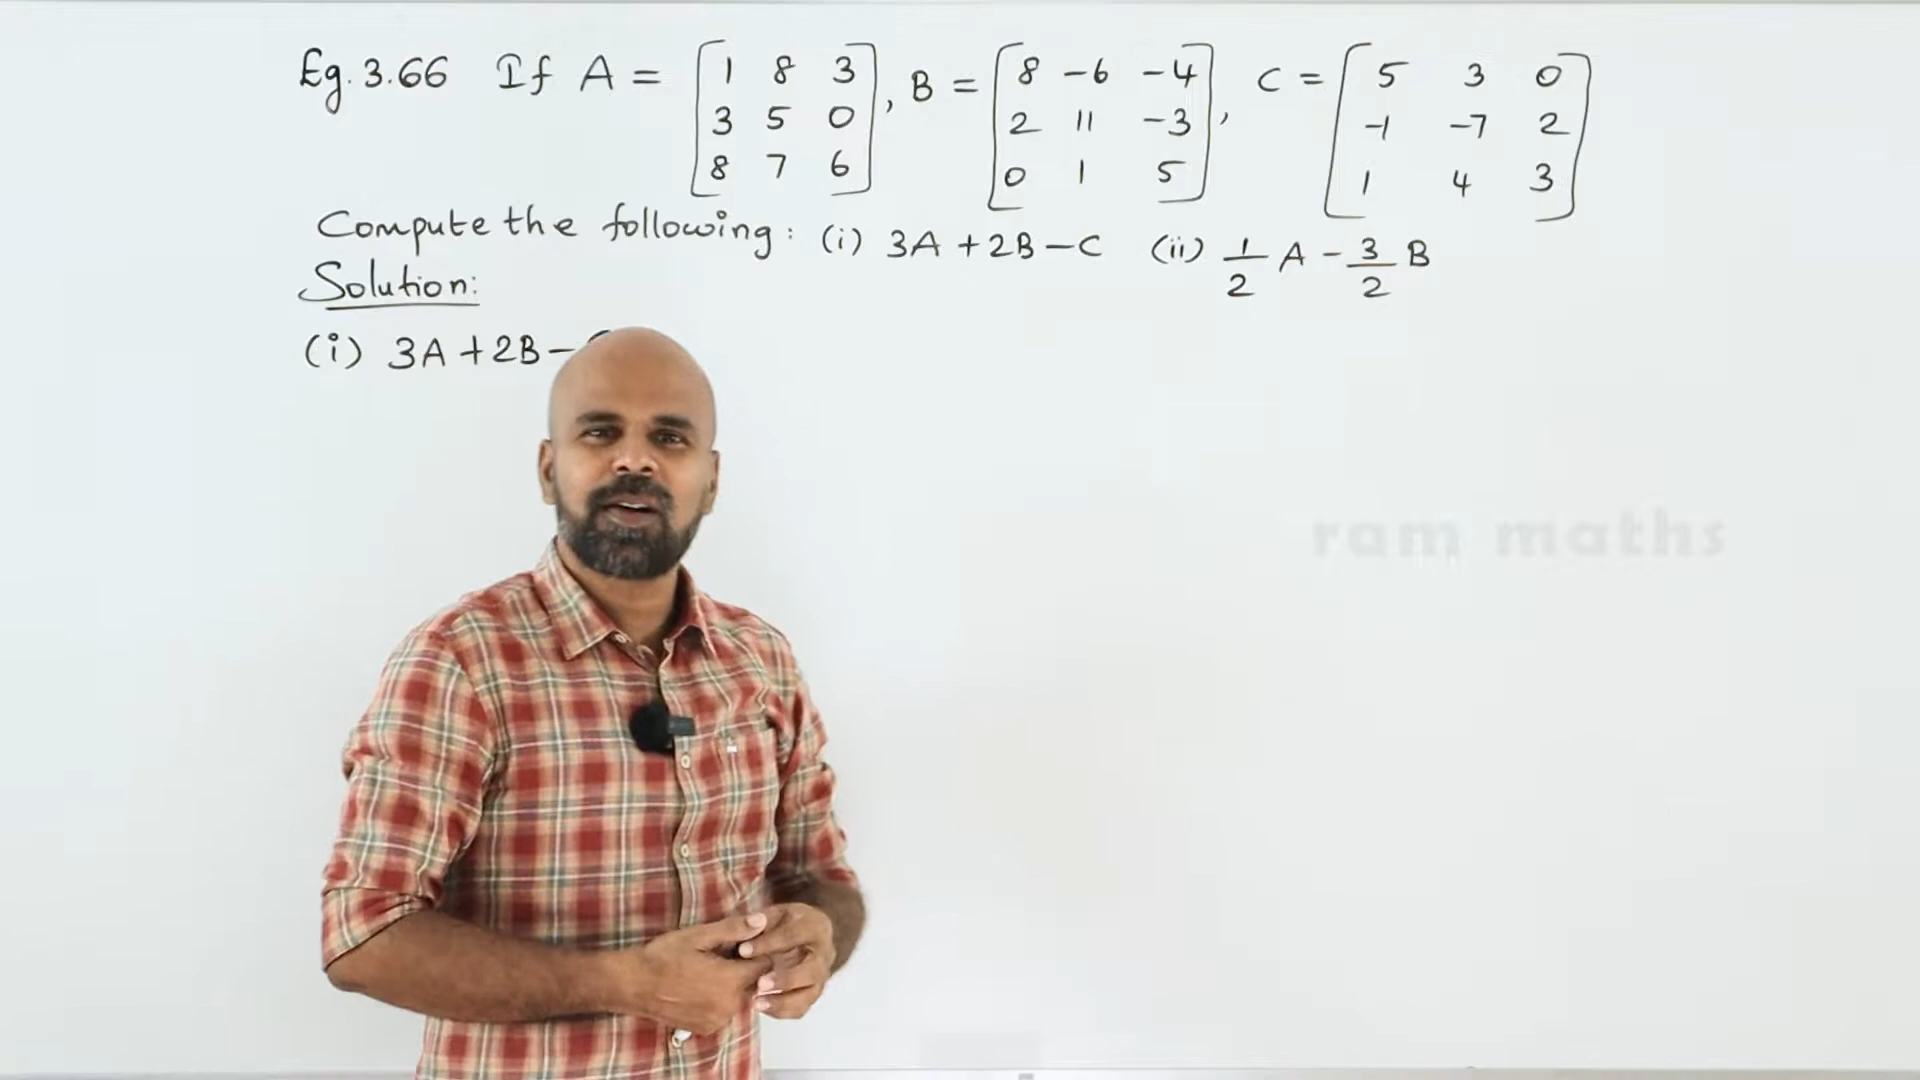 Eg. 3.66 If A = [1 8 3; 3 5 0; 8 7 6], B = [8 -6 -4; 2 11 -3; 0 1 5], C = [5 3 0; -1 -7 2; 1 4 3]
Compute the following: (i) 3A + 2B - C (ii) 1/2 A - 3/2 B
Solution:
(i) 3A + 2B -
ram maths